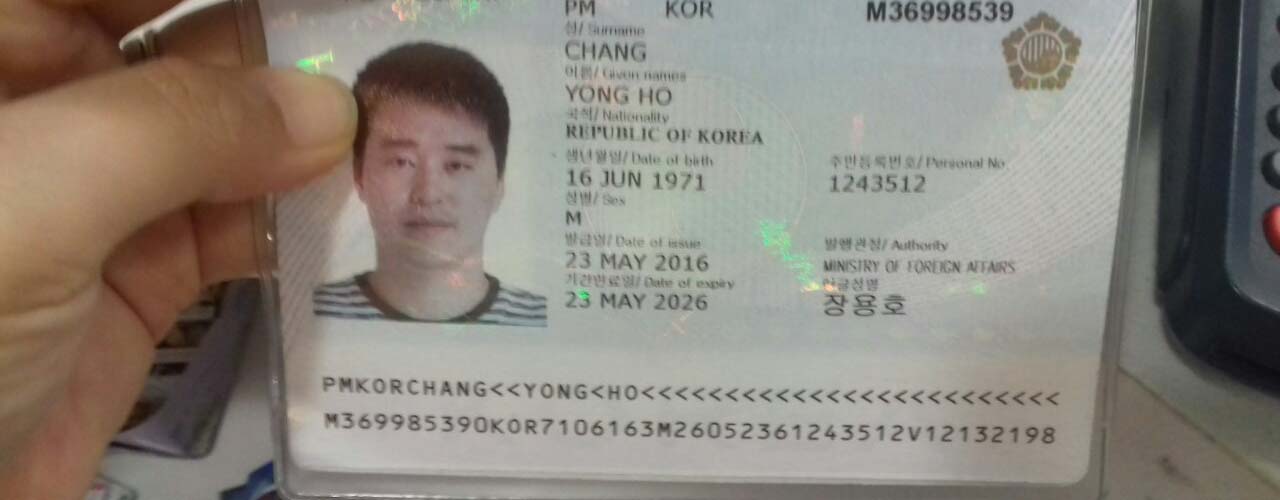 PM KOR M36998539
성/ Surname
CHANG
이름/ Given names
YONG HO
국적/ Nationality
REPUBLIC OF KOREA
생년월일/ Date of birth 주민등록번호/ Personal No
16 JUN 1971 1243512
성별/ Sex
M
발급일/ Date of issue 발행관청/ Authority
23 MAY 2016 MINISTRY OF FOREIGN AFFAIRS
기간만료일/ Date of expiry 한글성명
23 MAY 2026 장용호
PMKORCHANG<<YONG<HO<<<<<<<<<<<<<<<<<<<<<<<<<
M369985390KOR7106163M26052361243512V12132198